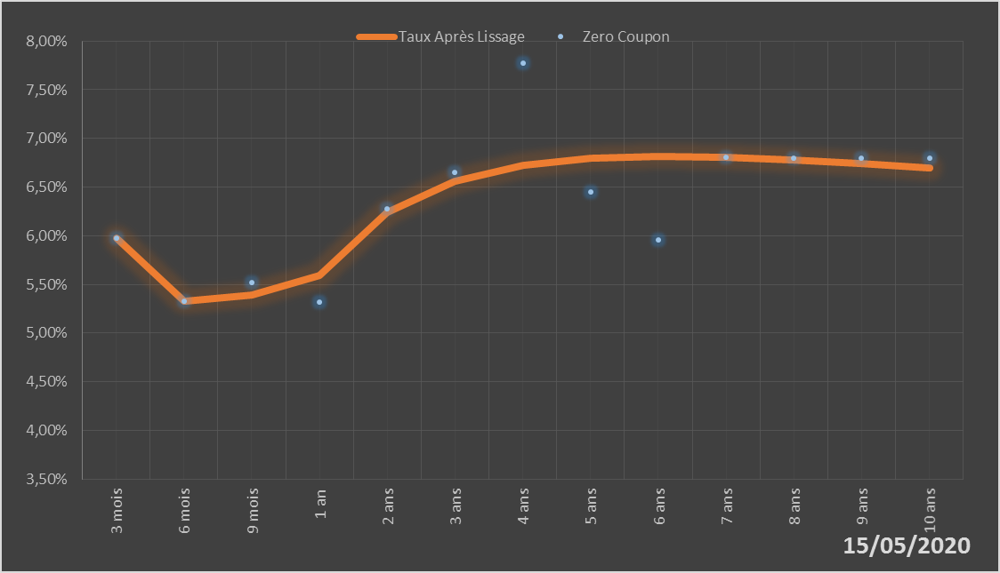 Taux Après Lissage
Zero Coupon
8,00%
7,50%
7,00%
6,50%
6,00%
5,50%
5,00%
4,50%
4,00%
3,50%
3 mois
6 mois
9 mois
1 an
2 ans
3 ans
4 ans
5 ans
6 ans
7 ans
8 ans
9 ans
10 ans
15/05/2020